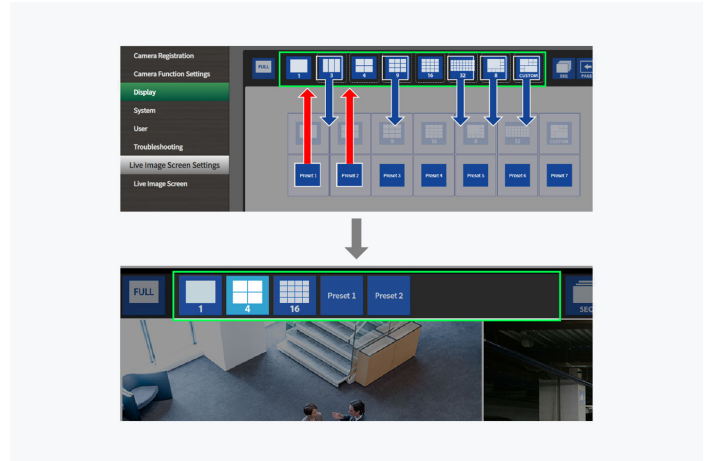 Camera Registration
Camera Function Settings
Display
System
User
Troubleshooting
Live Image Screen Settings
Live Image Screen
FULL
1
3
4
9
16
32
8
CUSTOM
SEQ
Preset 1
Preset 2
Preset 3
Preset 4
Preset 5
Preset 6
Preset 7
FULL
1
4
16
Preset 1
Preset 2
SEQ